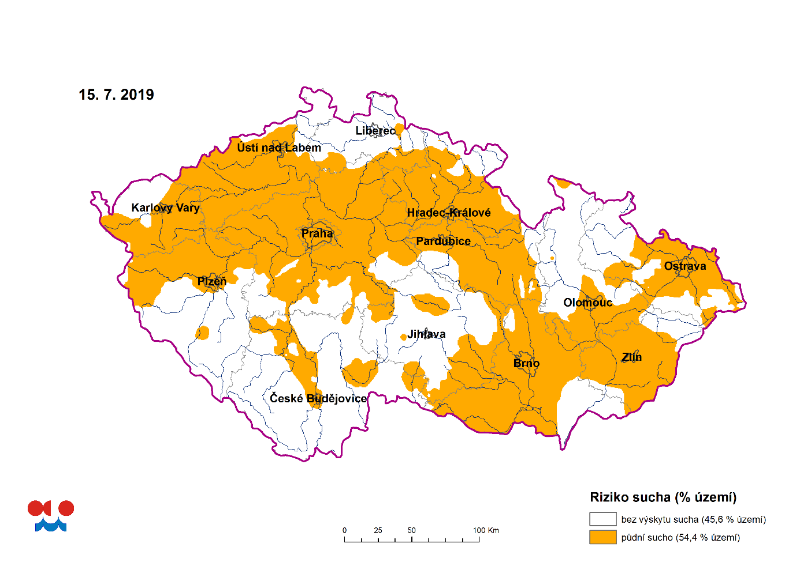 15. 7. 2019
Liberec
Ústí nad Labem
Karlovy Vary
Hradec Králové
Praha
Pardubice
Ostrava
Plzeň
Olomouc
Jihlava
Brno
Zlín
České Budějovice
Riziko sucha (% území)
bez výskytu sucha (45,6 % území)
půdní sucho (54,4 % území)
0 25 50 100 Km